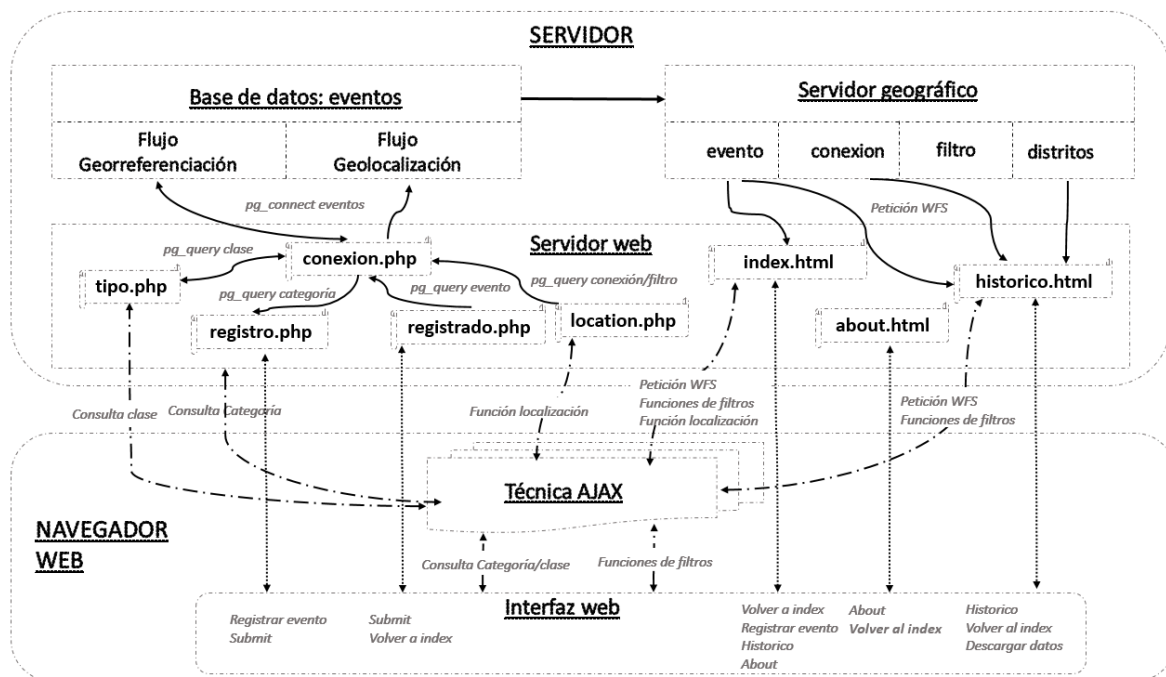 SERVIDOR
Base de datos: eventos
Servidor geográfico
Flujo
Georreferenciación
Flujo
Geolocalización
evento
conexion
filtro
distritos
pg_connect eventos
Petición WFS
Servidor web
pg_query clase
conexion.php
index.html
tipo.php
pg_query categoría
pg_query evento
pg_query conexión/filtro
historico.html
registro.php
registrado.php
location.php
about.html
Consulta clase
Consulta Categoría
Función localización
Petición WFS
Funciones de filtros
Función localización
Petición WFS
Funciones de filtros
Técnica AJAX
NAVEGADOR
WEB
Consulta Categoría/clase
Funciones de filtros
Interfaz web
Registrar evento
Submit
Submit
Volver a index
Volver a index
Registrar evento
Historico
About
About
Volver al index
Historico
Volver al index
Descargar datos